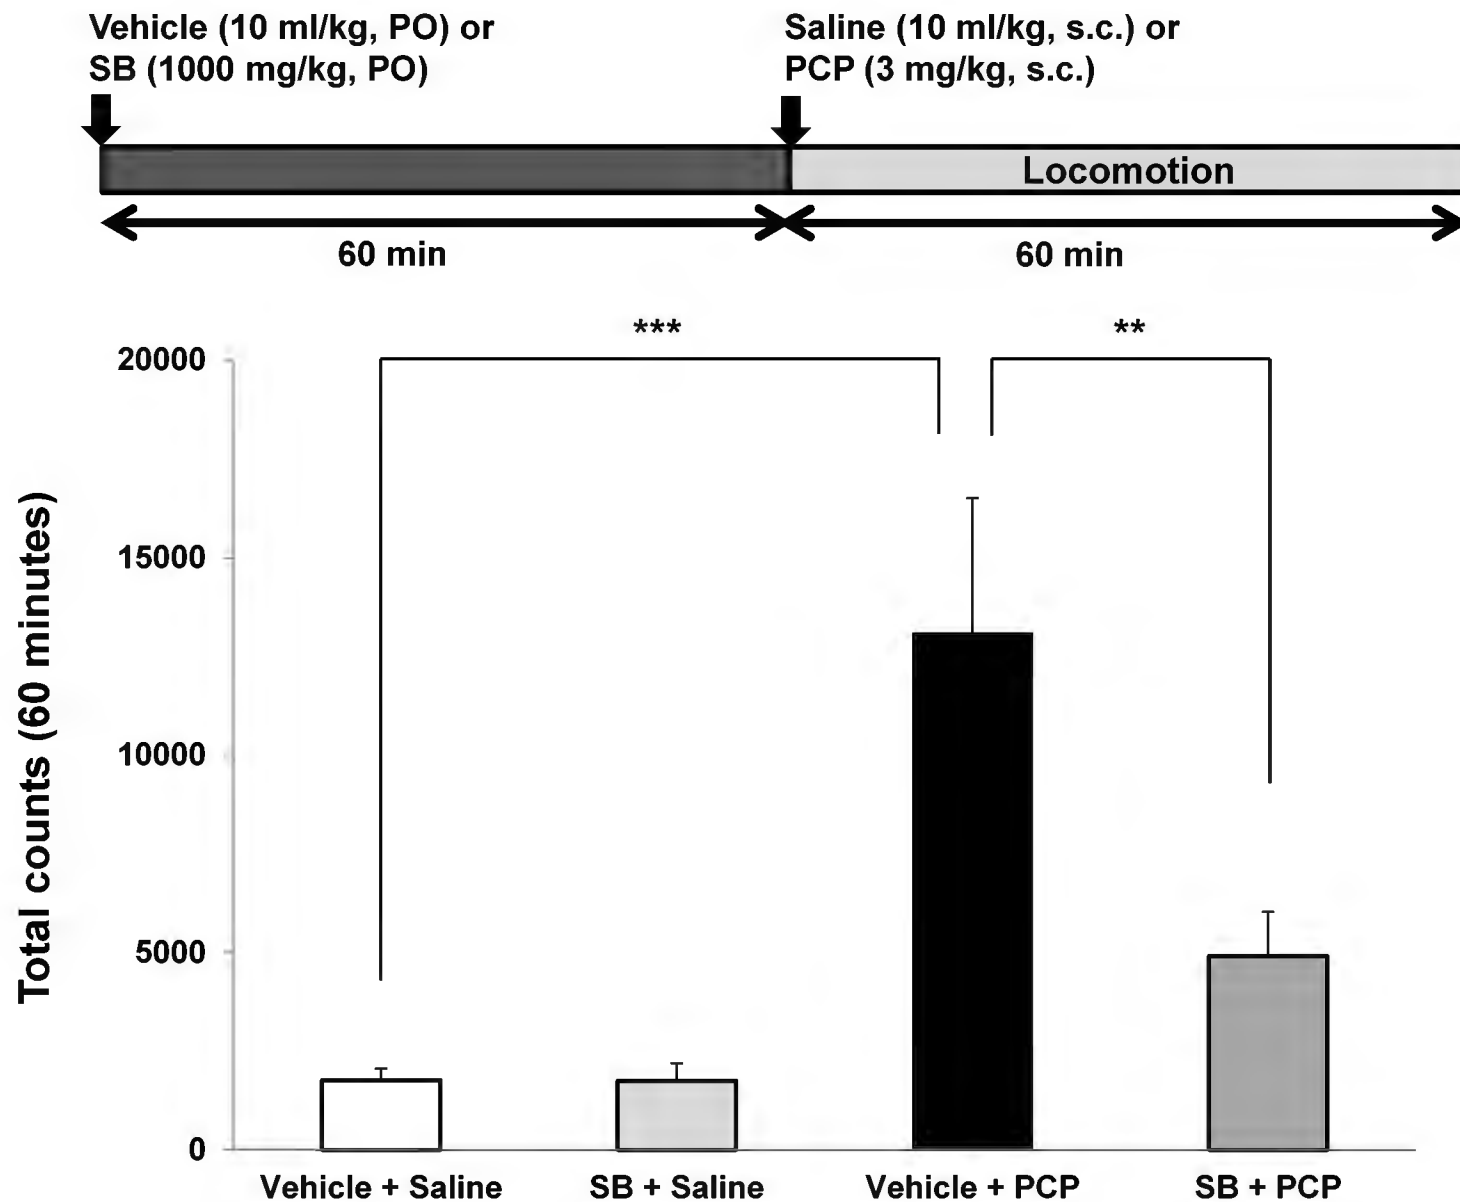 Vehicle (10 ml/kg, PO) or
SB (1000 mg/kg, PO)
Saline (10 ml/kg, s.c.) or
PCP (3 mg/kg, s.c.)
Locomotion
60 min
60 min
***
**
20000
15000
10000
5000
0
Total counts (60 minutes)
Vehicle + Saline
SB + Saline
Vehicle + PCP
SB + PCP